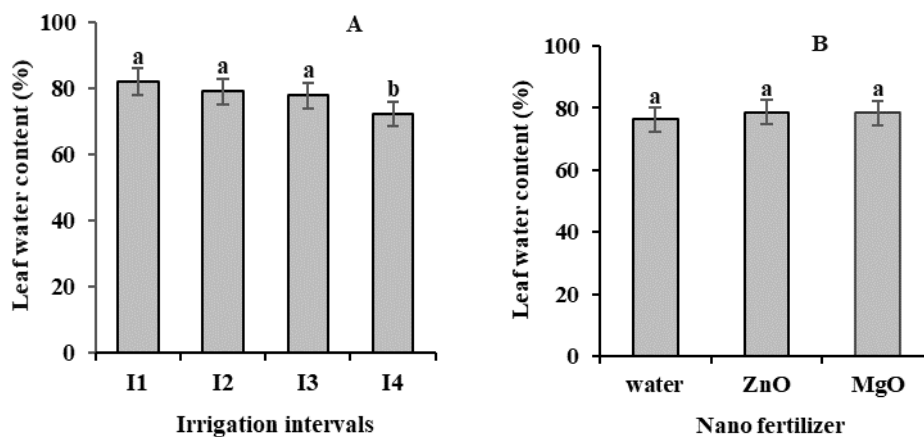 A
Leaf water content (%)
100
80
60
40
20
0
a
a
a
b
I1 I2 I3 I4
Irrigation intervals
B
Leaf water content (%)
100
80
60
40
20
0
a
a
a
water ZnO MgO
Nano fertilizer